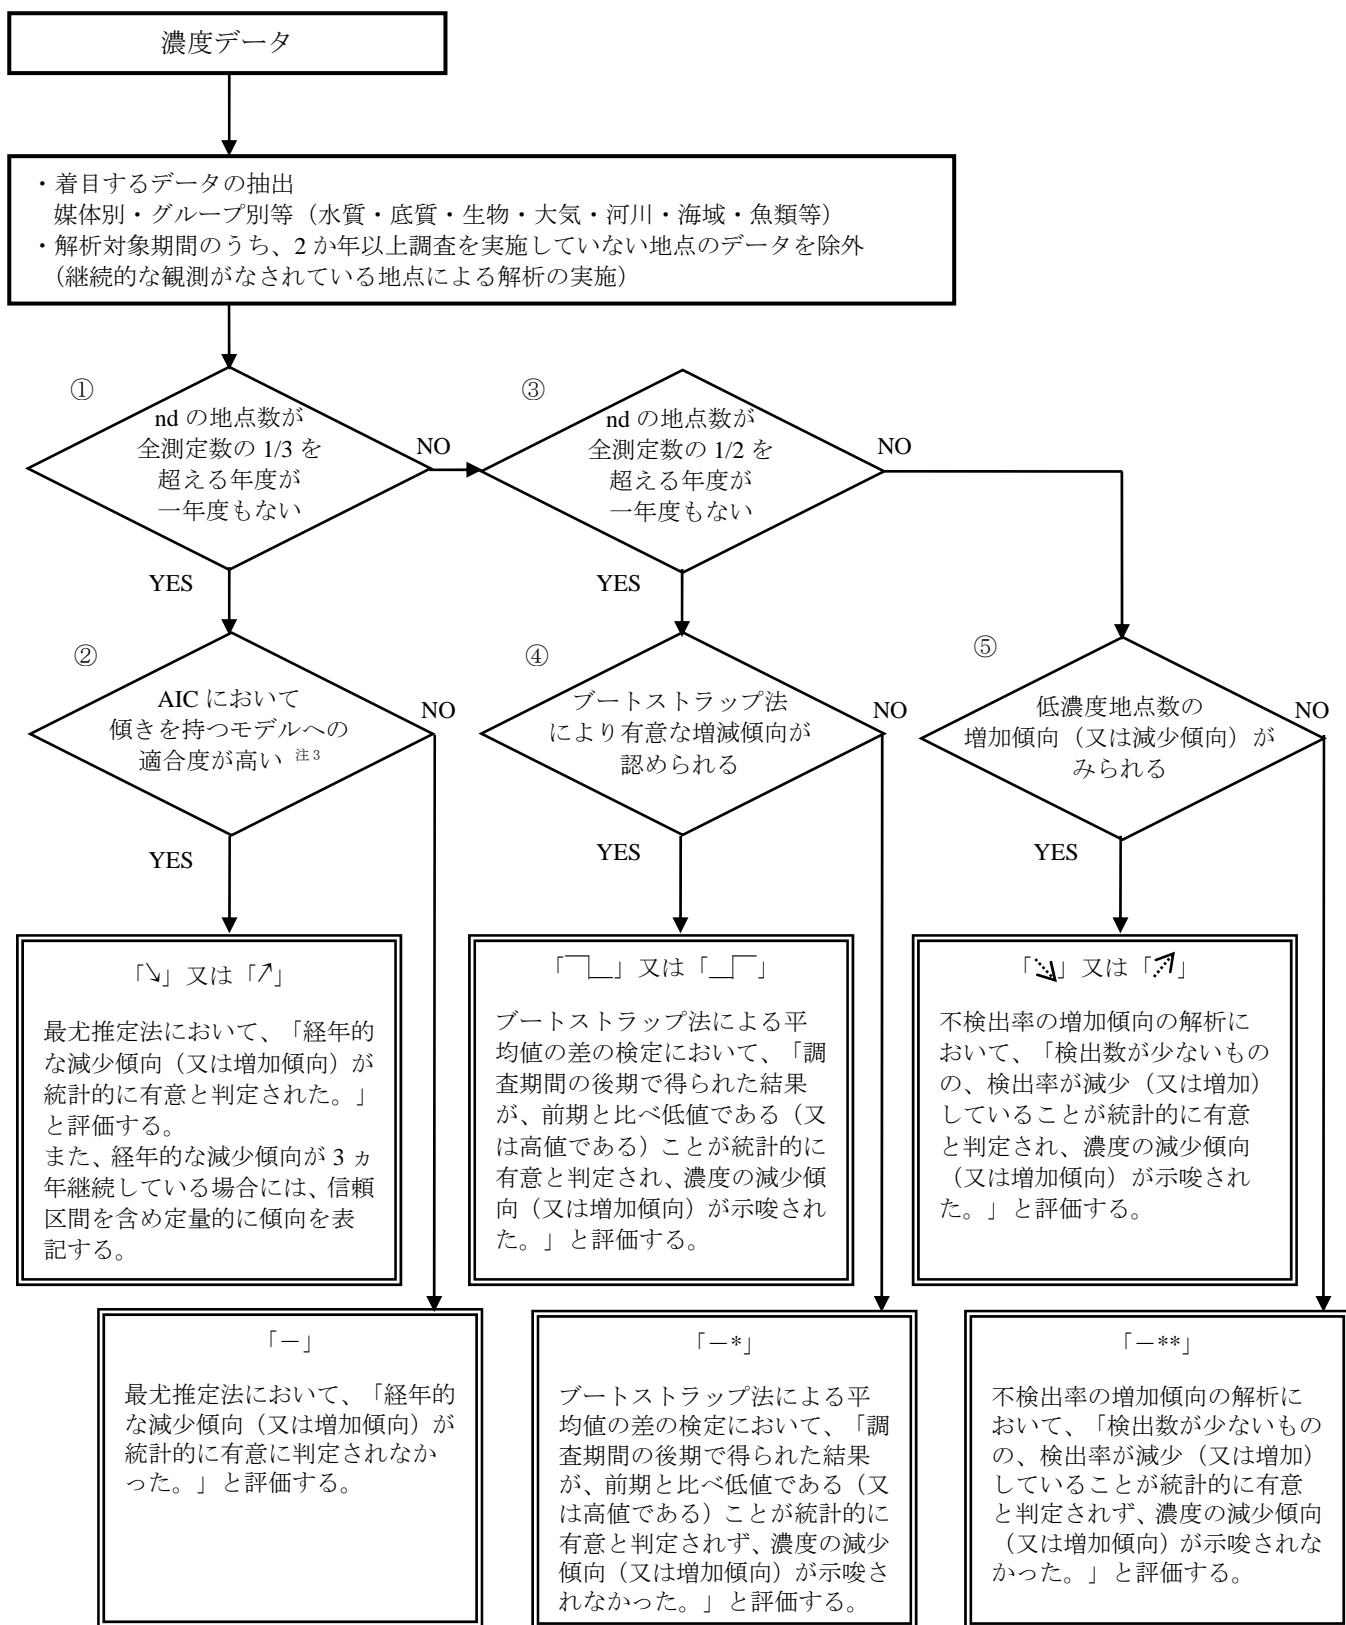 濃度データ
・着目するデータの抽出
媒体別・グループ別等（水質・底質・生物・大気・河川・海域・魚類等）
・解析対象期間のうち、2 か年以上調査を実施していない地点のデータを除外
（継続的な観測がなされている地点による解析の実施）
①
nd の地点数が
全測定数の 1/3 を
超える年度が
一年度もない
NO
YES
③
nd の地点数が
全測定数の 1/2 を
超える年度が
一年度もない
NO
YES
②
AIC において
傾きを持つモデルへの
適合度が高い 注3
NO
YES
④
ブートストラップ法
により有意な増減傾向が
認められる
NO
YES
⑤
低濃度地点数の
増加傾向（又は減少傾向）が
みられる
NO
YES
「↘」又は「↗」
最尤推定法において、「経年的
な減少傾向（又は増加傾向）が
統計的に有意と判定された。」
と評価する。
また、経年的な減少傾向が 3 ヵ
年継続している場合には、信頼
区間を含め定量的に傾向を表
記する。
「￣|＿」又は「＿|￣」
ブートストラップ法による平
均値の差の検定において、「調
査期間の後期で得られた結果
が、前期と比べ低値である（又
は高値である）ことが統計的に
有意と判定され、濃度の減少傾
向（又は増加傾向）が示唆され
た。」と評価する。
「⇘」又は「⇗」
不検出率の増加傾向の解析に
おいて、「検出数が少ないもの
の、検出率が減少（又は増加）
していることが統計的に有意
と判定され、濃度の減少傾向
（又は増加傾向）が示唆され
た。」と評価する。
「－」
最尤推定法において、「経年的
な減少傾向（又は増加傾向）が
統計的に有意に判定されなか
った。」と評価する。
「－*」
ブートストラップ法による平
均値の差の検定において、「調
査期間の後期で得られた結果
が、前期と比べ低値である（又
は高値である）ことが統計的に
有意と判定されず、濃度の減少
傾向（又は増加傾向）が示唆さ
れなかった。」と評価する。
「－**」
不検出率の増加傾向の解析に
おいて、「検出数が少ないもの
の、検出率が減少（又は増加）
していることが統計的に有意
と判定されず、濃度の減少傾向
（又は増加傾向）が示唆されな
かった。」と評価する。